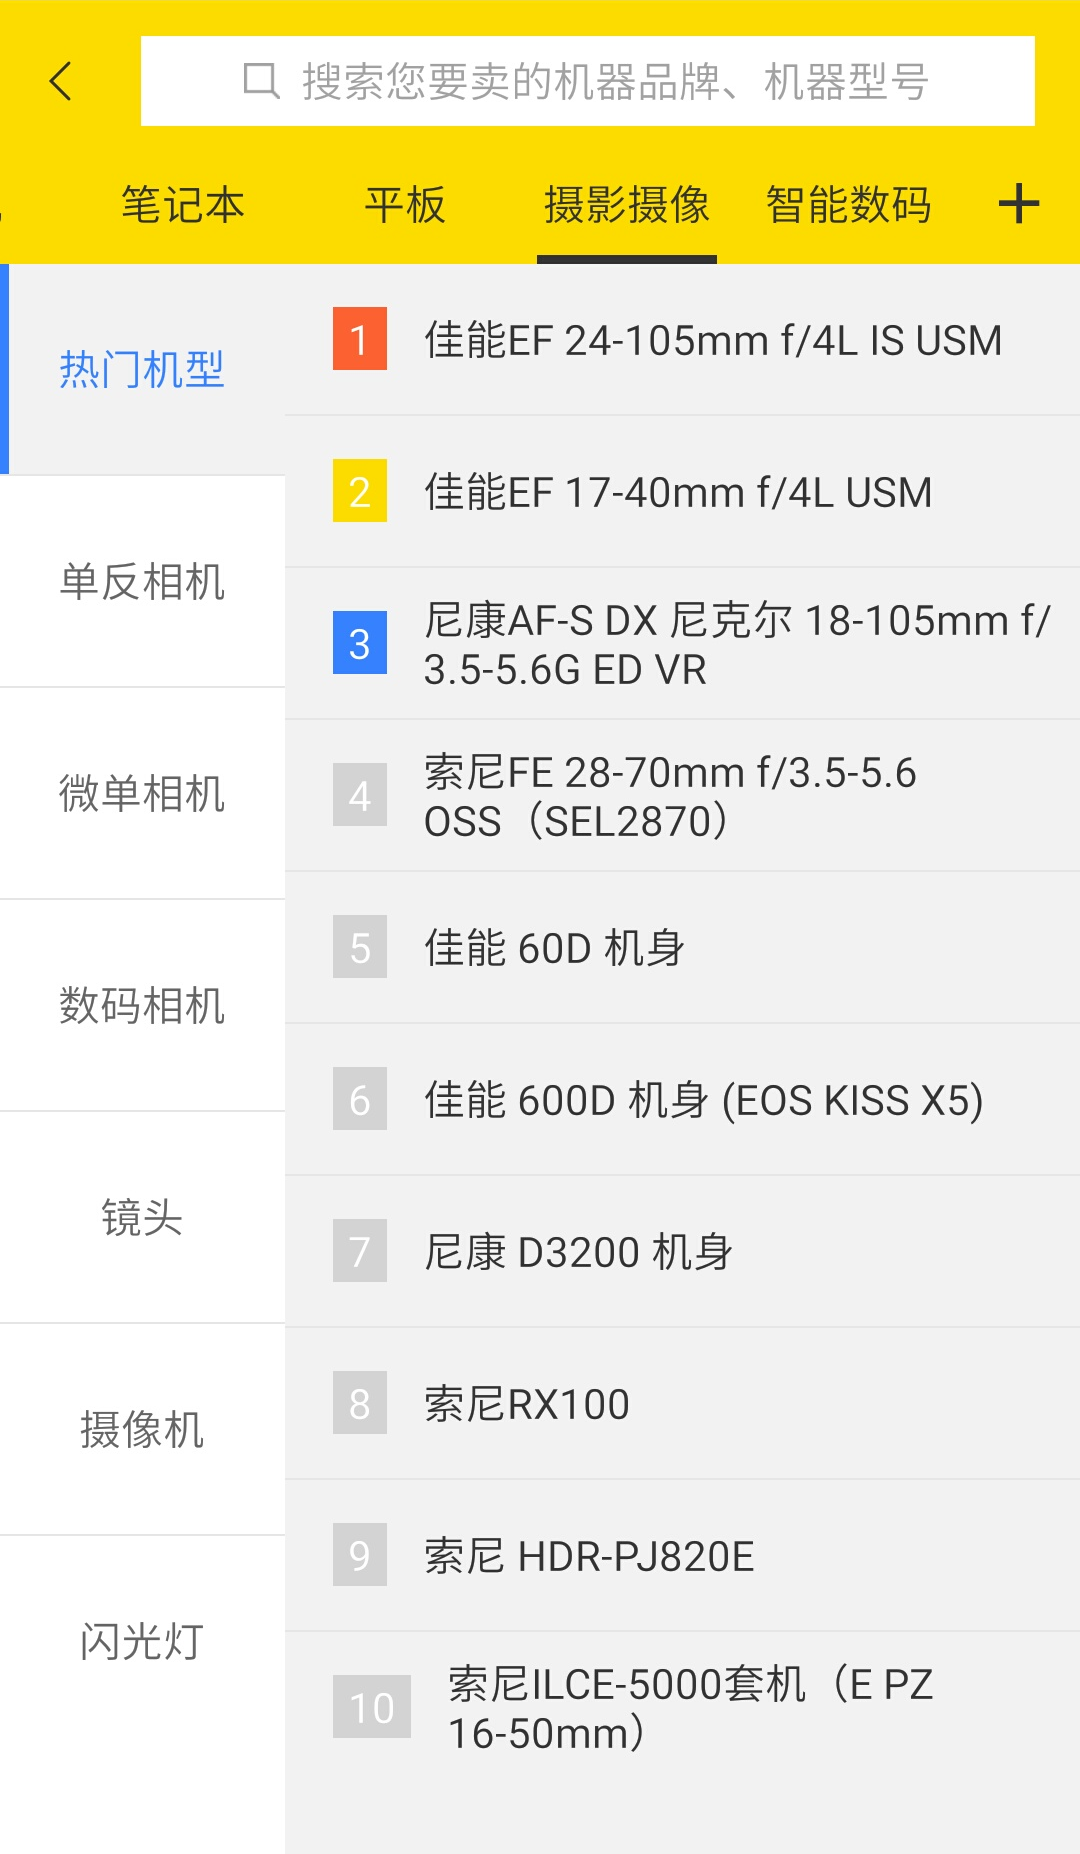 搜索您要卖的机器品牌、机器型号
笔记本
平板
摄影摄像
智能数码
热门机型
单反相机
微单相机
数码相机
镜头
摄像机
闪光灯
1
佳能EF 24-105mm f/4L IS USM
2
佳能EF 17-40mm f/4L USM
3
尼康AF-S DX 尼克尔 18-105mm f/
3.5-5.6G ED VR
4
索尼FE 28-70mm f/3.5-5.6
OSS（SEL2870）
5
佳能 60D 机身
6
佳能 600D 机身 (EOS KISS X5)
7
尼康 D3200 机身
8
索尼RX100
9
索尼 HDR-PJ820E
10
索尼ILCE-5000套机（E PZ
16-50mm）